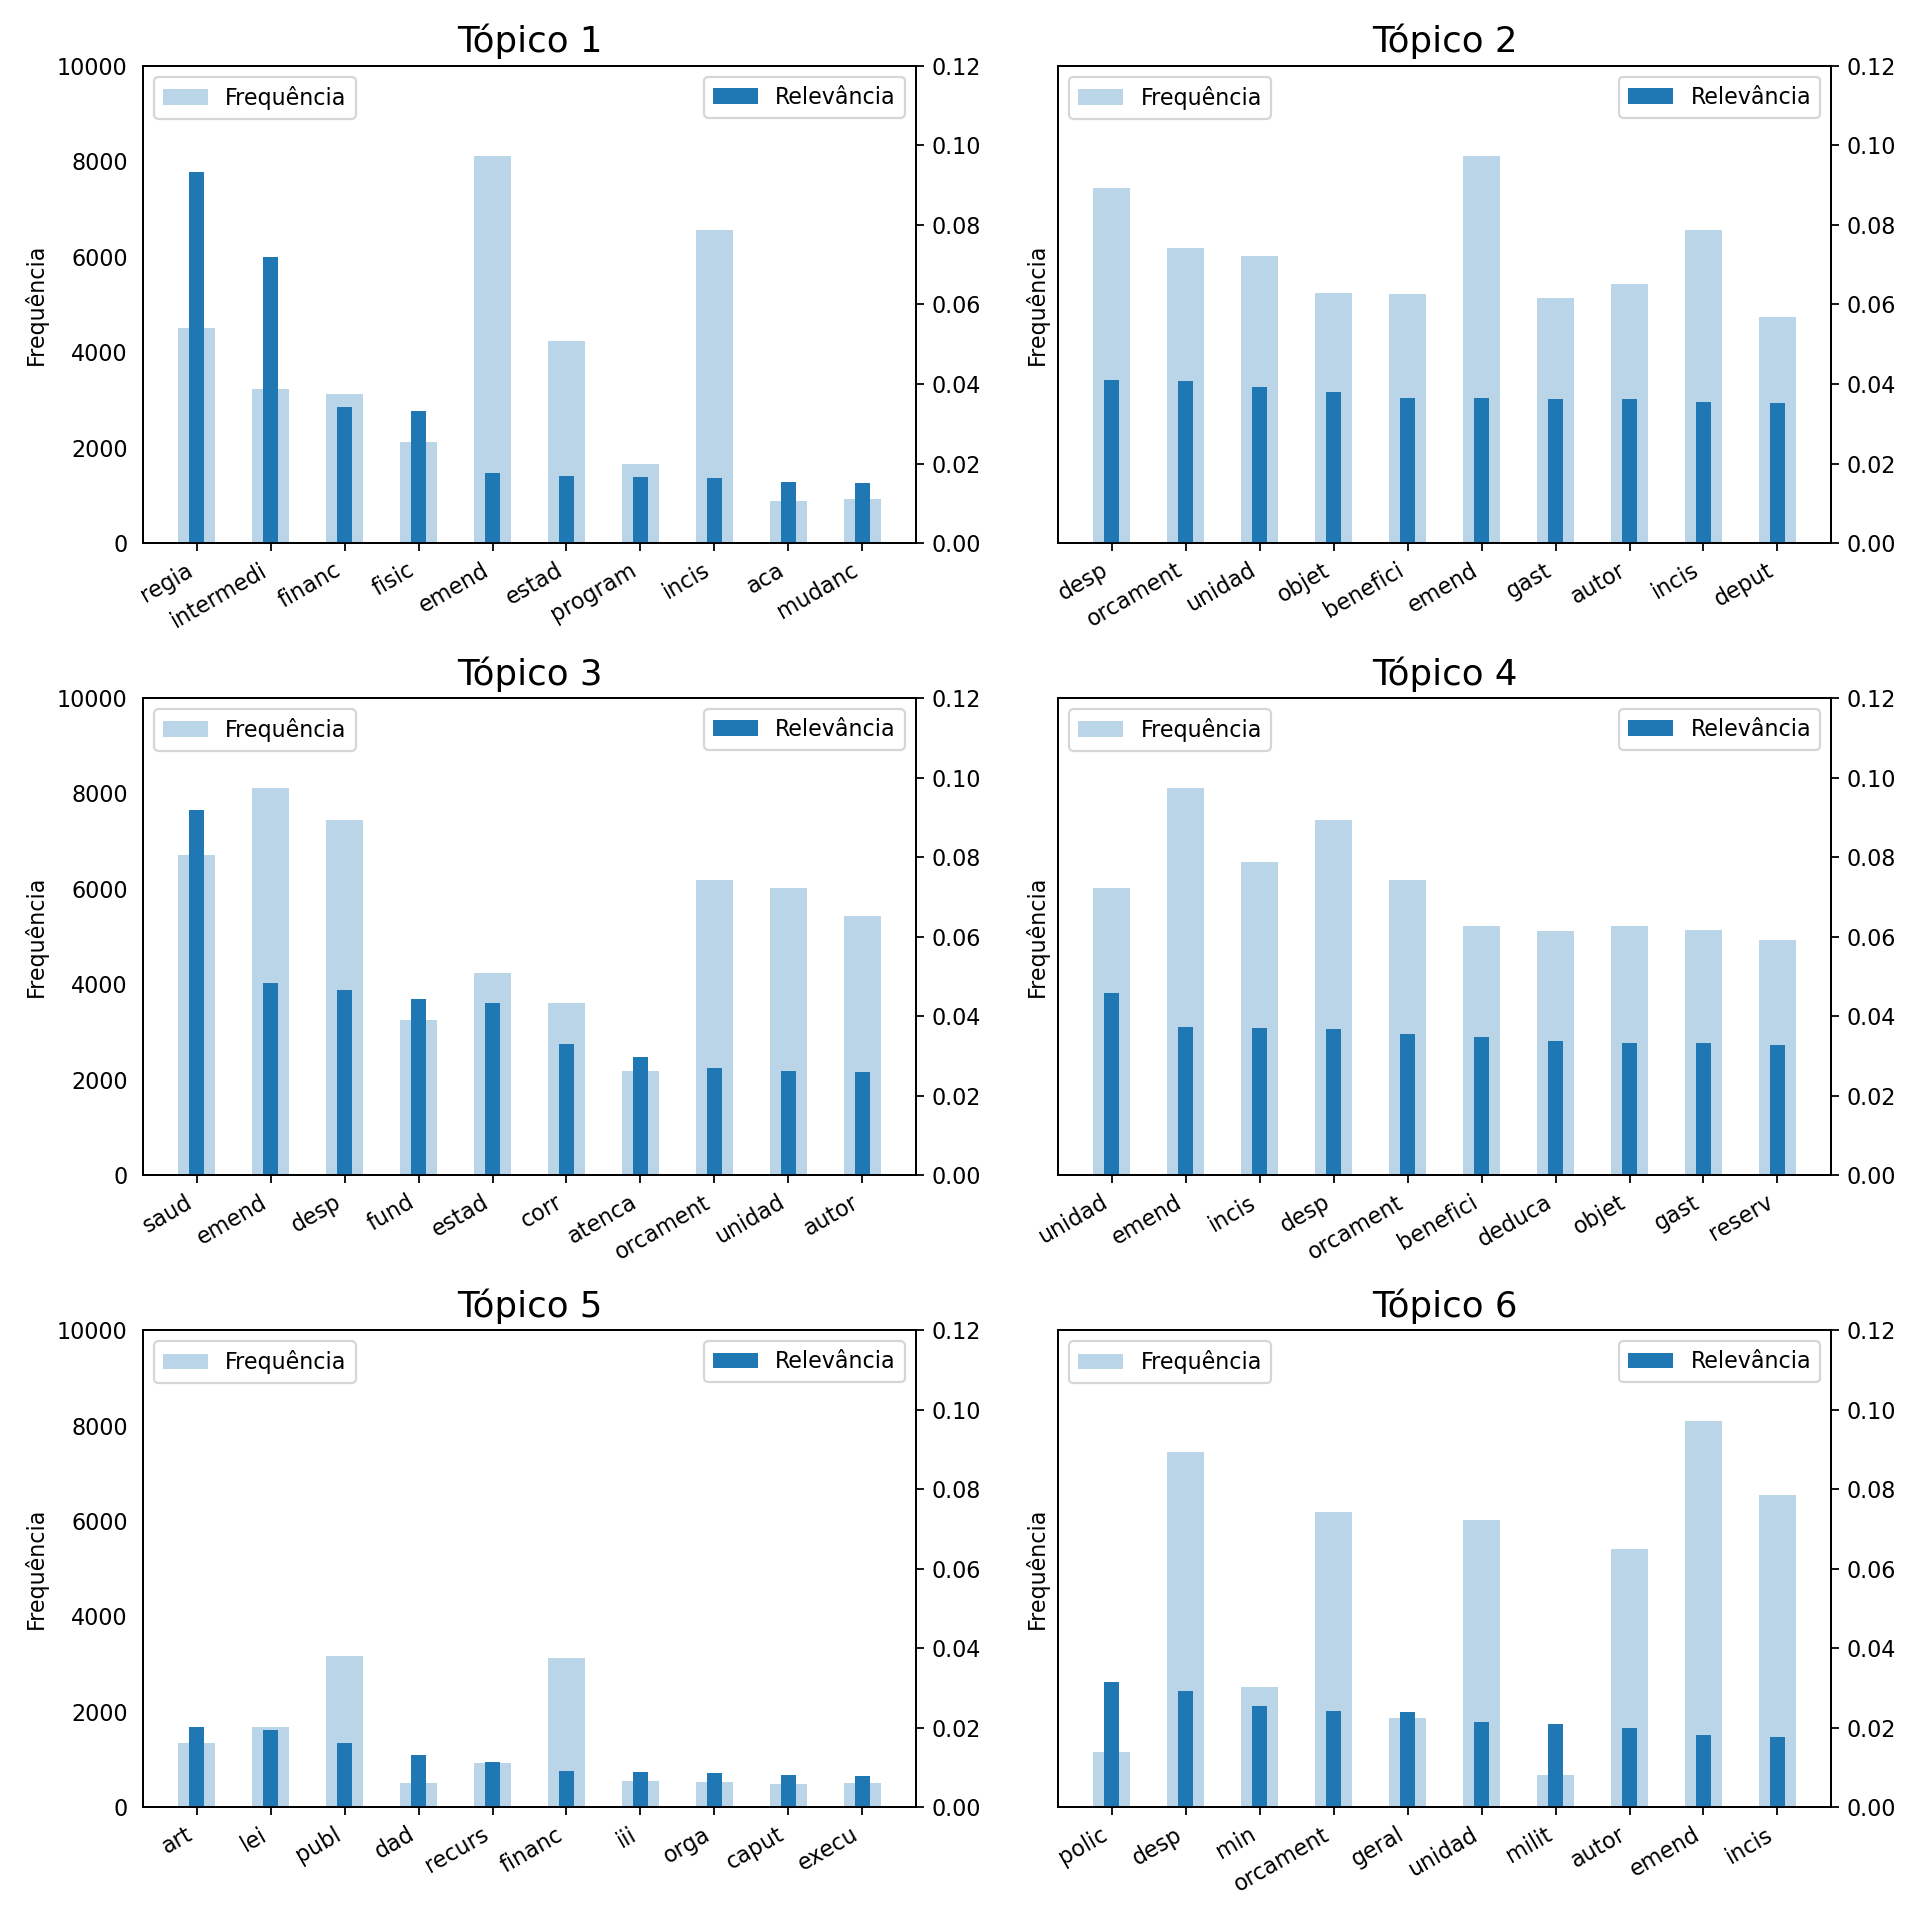 Tópico 1
Frequência
Relevância
Frequência
10000
8000
6000
4000
2000
0
0.12
0.10
0.08
0.06
0.04
0.02
0.00
regia
intermedi
financ
fisic
emend
estad
program
incis
aca
mudanc
Tópico 2
Frequência
Relevância
Frequência
0.12
0.10
0.08
0.06
0.04
0.02
0.00
desp
orcament
unidad
objet
benefici
emend
gast
autor
incis
deput
Tópico 3
Frequência
Relevância
Frequência
10000
8000
6000
4000
2000
0
0.12
0.10
0.08
0.06
0.04
0.02
0.00
saud
emend
desp
fund
estad
corr
atenca
orcament
unidad
autor
Tópico 4
Frequência
Relevância
Frequência
0.12
0.10
0.08
0.06
0.04
0.02
0.00
unidad
emend
incis
desp
orcament
benefici
deduca
objet
gast
reserv
Tópico 5
Frequência
Relevância
Frequência
10000
8000
6000
4000
2000
0
0.12
0.10
0.08
0.06
0.04
0.02
0.00
art
lei
publ
dad
recurs
financ
iii
orga
caput
execu
Tópico 6
Frequência
Relevância
Frequência
0.12
0.10
0.08
0.06
0.04
0.02
0.00
polic
desp
min
orcament
geral
unidad
milit
autor
emend
incis